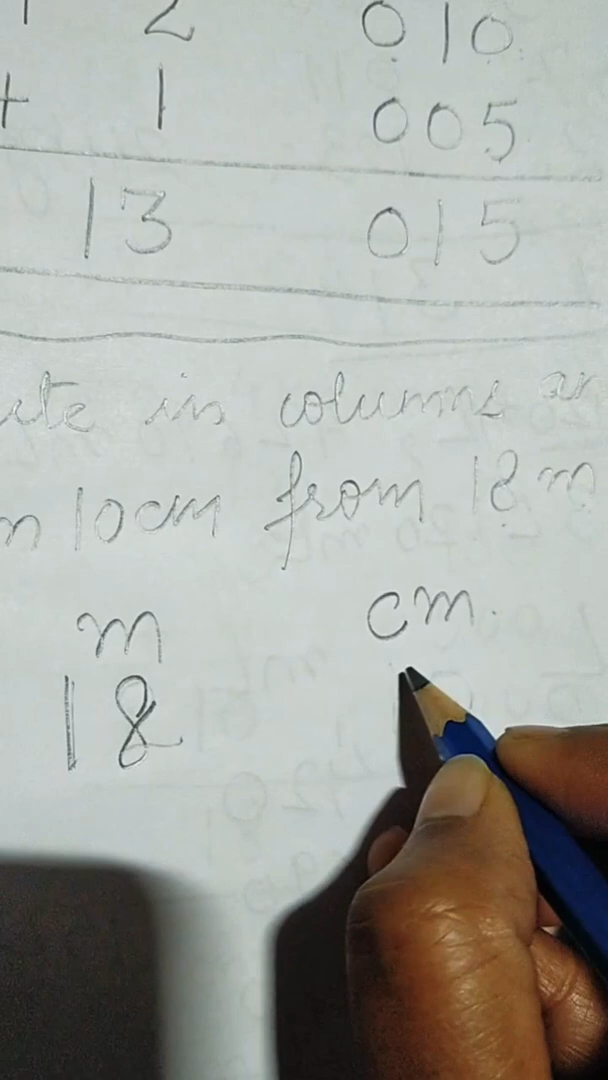 2 010
+ 1 005
13 015
in columns
10cm from 18m
m cm.
18